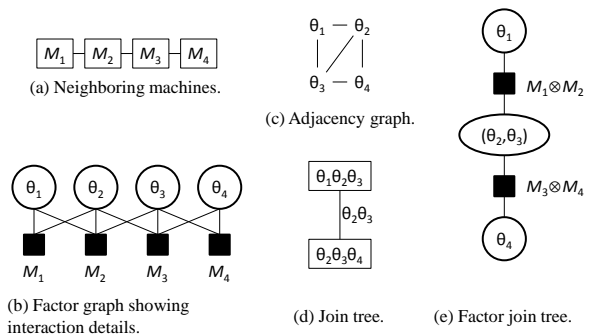 M1 M2 M3 M4
(a) Neighboring machines.
θ1 θ2 θ3 θ4
M1 M2 M3 M4
(b) Factor graph showing
interaction details.
θ1 θ2
θ3 θ4
(c) Adjacency graph.
θ1θ2θ3
θ2θ3
θ2θ3θ4
(d) Join tree.
θ1
M1⊗M2
(θ2,θ3)
M3⊗M4
θ4
(e) Factor join tree.